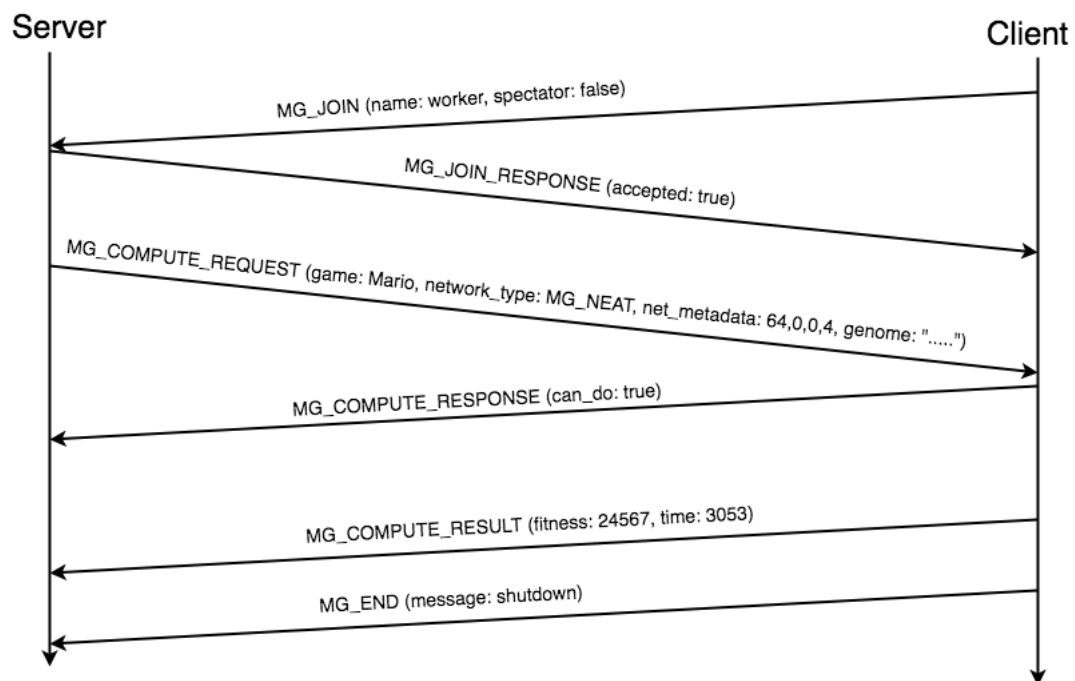 Server
Client
MG_JOIN (name: worker, spectator: false)
MG_JOIN_RESPONSE (accepted: true)
MG_COMPUTE_REQUEST (game: Mario, network_type: MG_NEAT, net_metadata: 64,0,0,4, genome: ".....")
MG_COMPUTE_RESPONSE (can_do: true)
MG_COMPUTE_RESULT (fitness: 24567, time: 3053)
MG_END (message: shutdown)